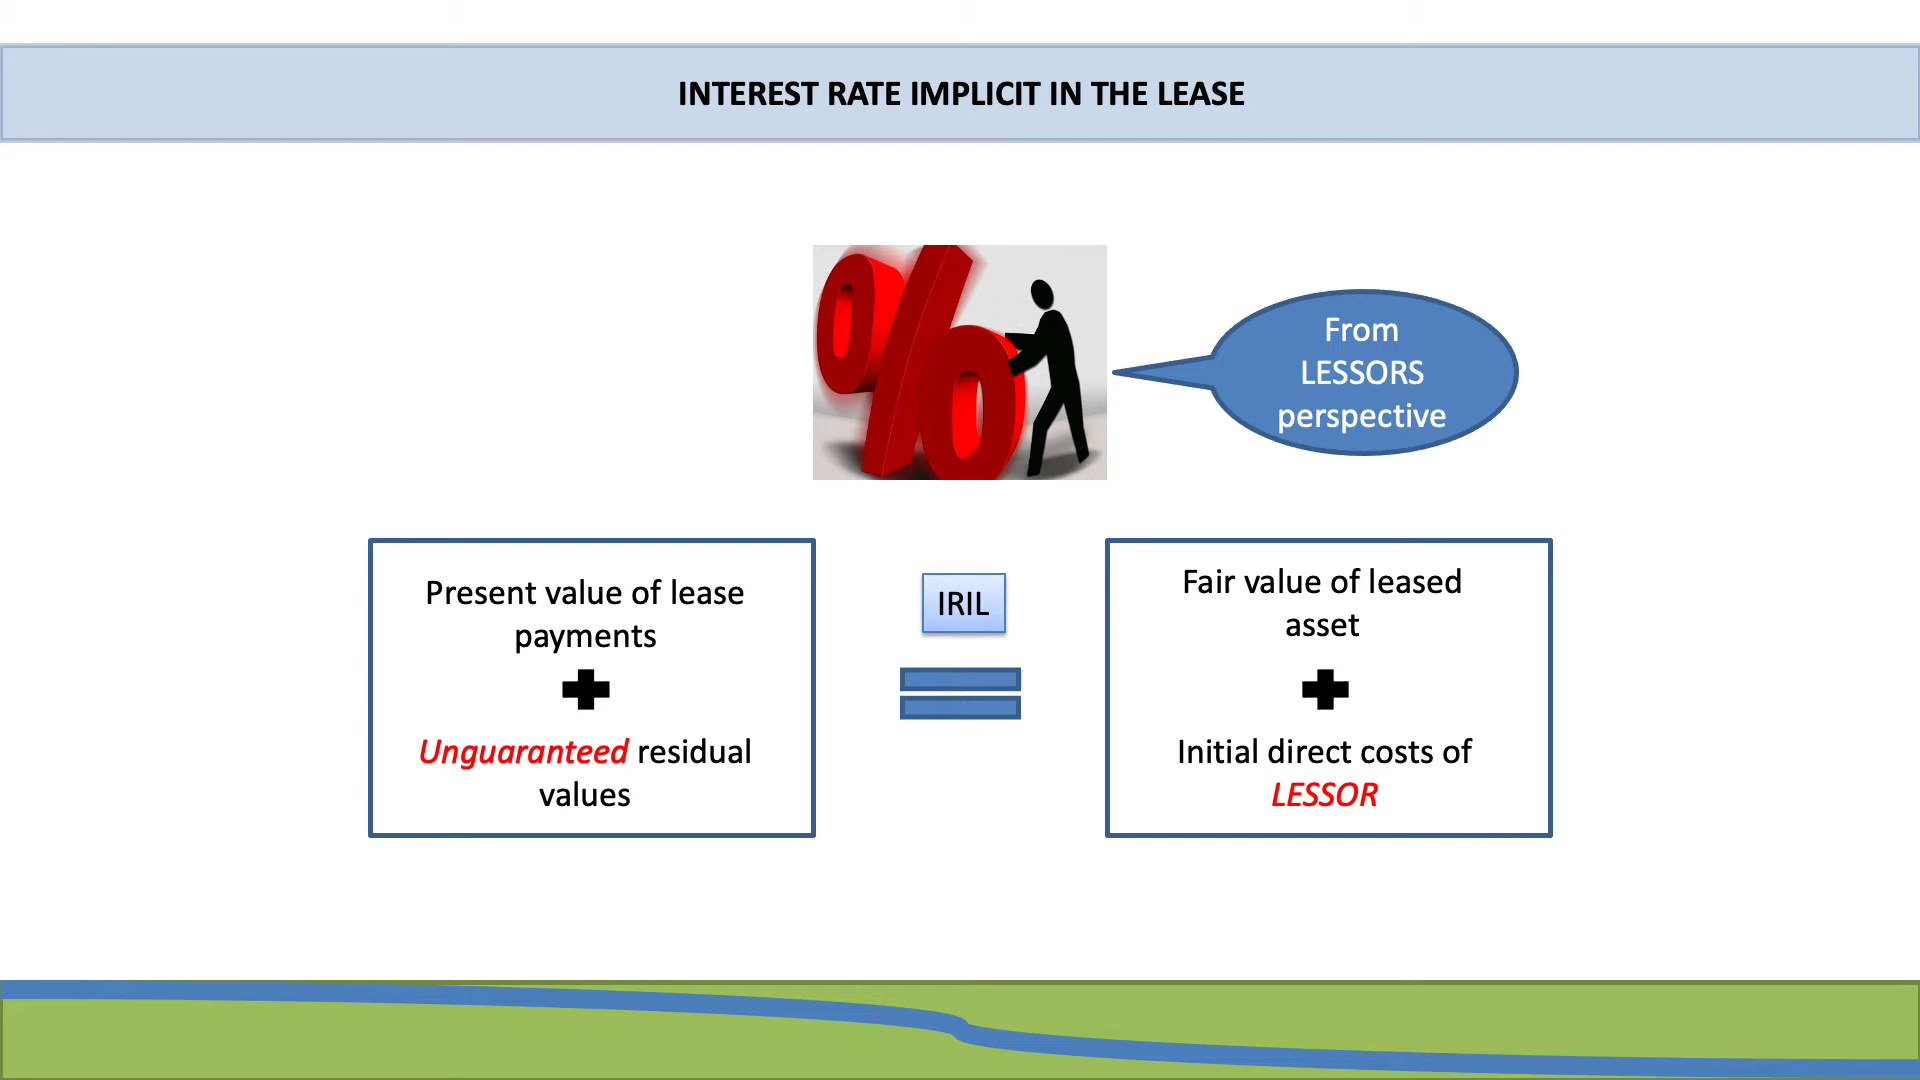 INTEREST RATE IMPLICIT IN THE LEASE
From
LESSORS
perspective
Present value of lease
payments
Unguaranteed residual
values
IRIL
Fair value of leased
asset
Initial direct costs of
LESSOR